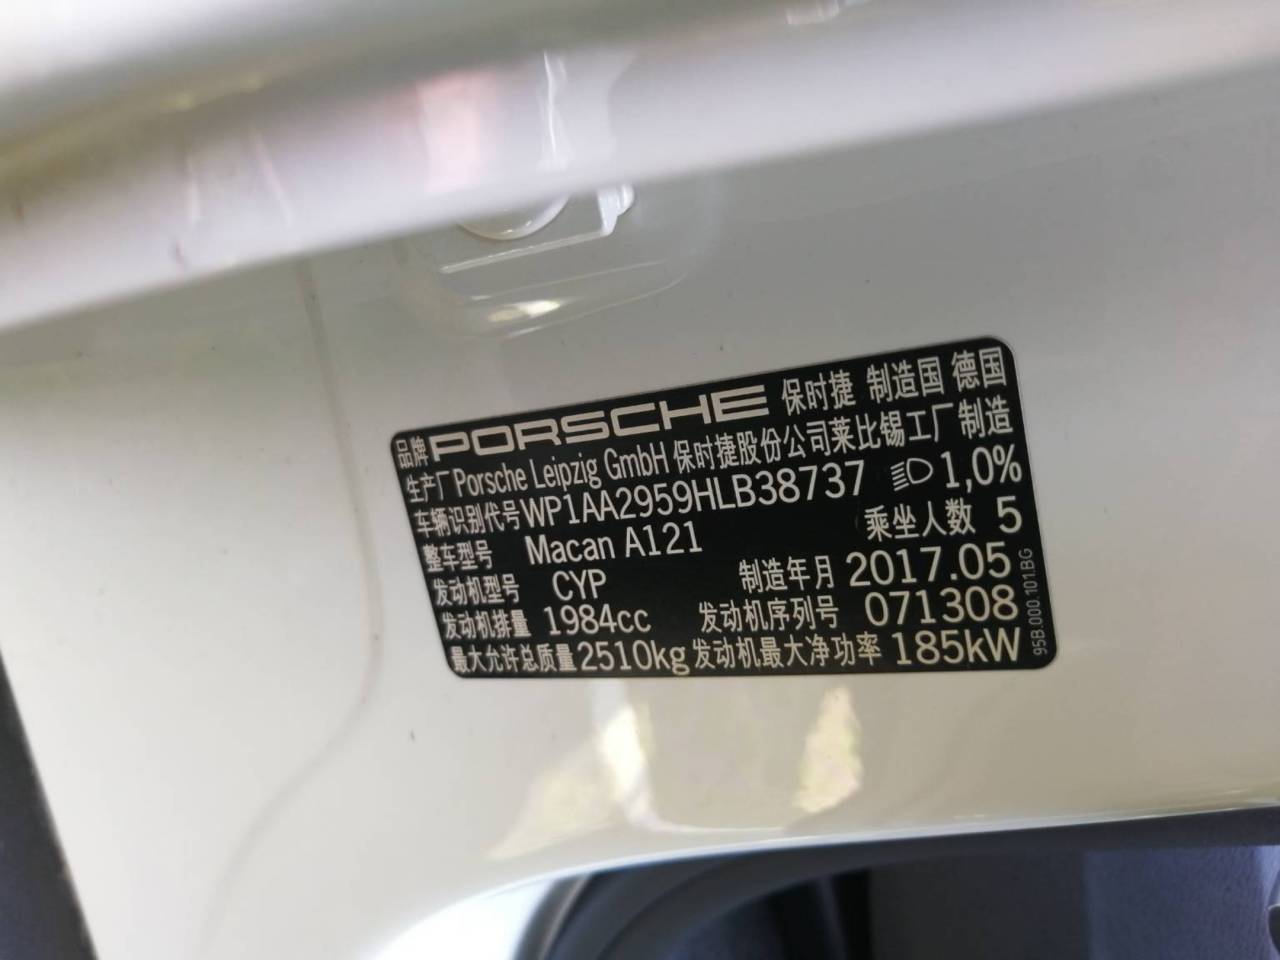 品牌 PORSCHE 保时捷 制造国 德国
生产厂 Porsche Leipzig GmbH 保时捷股份公司莱比锡工厂制造
车辆识别代号 WP1AA2959HLB38737 1,0%
整车型号 Macan A121 乘坐人数 5
发动机型号 CYP 制造年月 2017.05
发动机排量 1984cc 发动机序列号 071308
最大允许总质量 2510kg 发动机最大净功率 185kW
95B.000.101.BG